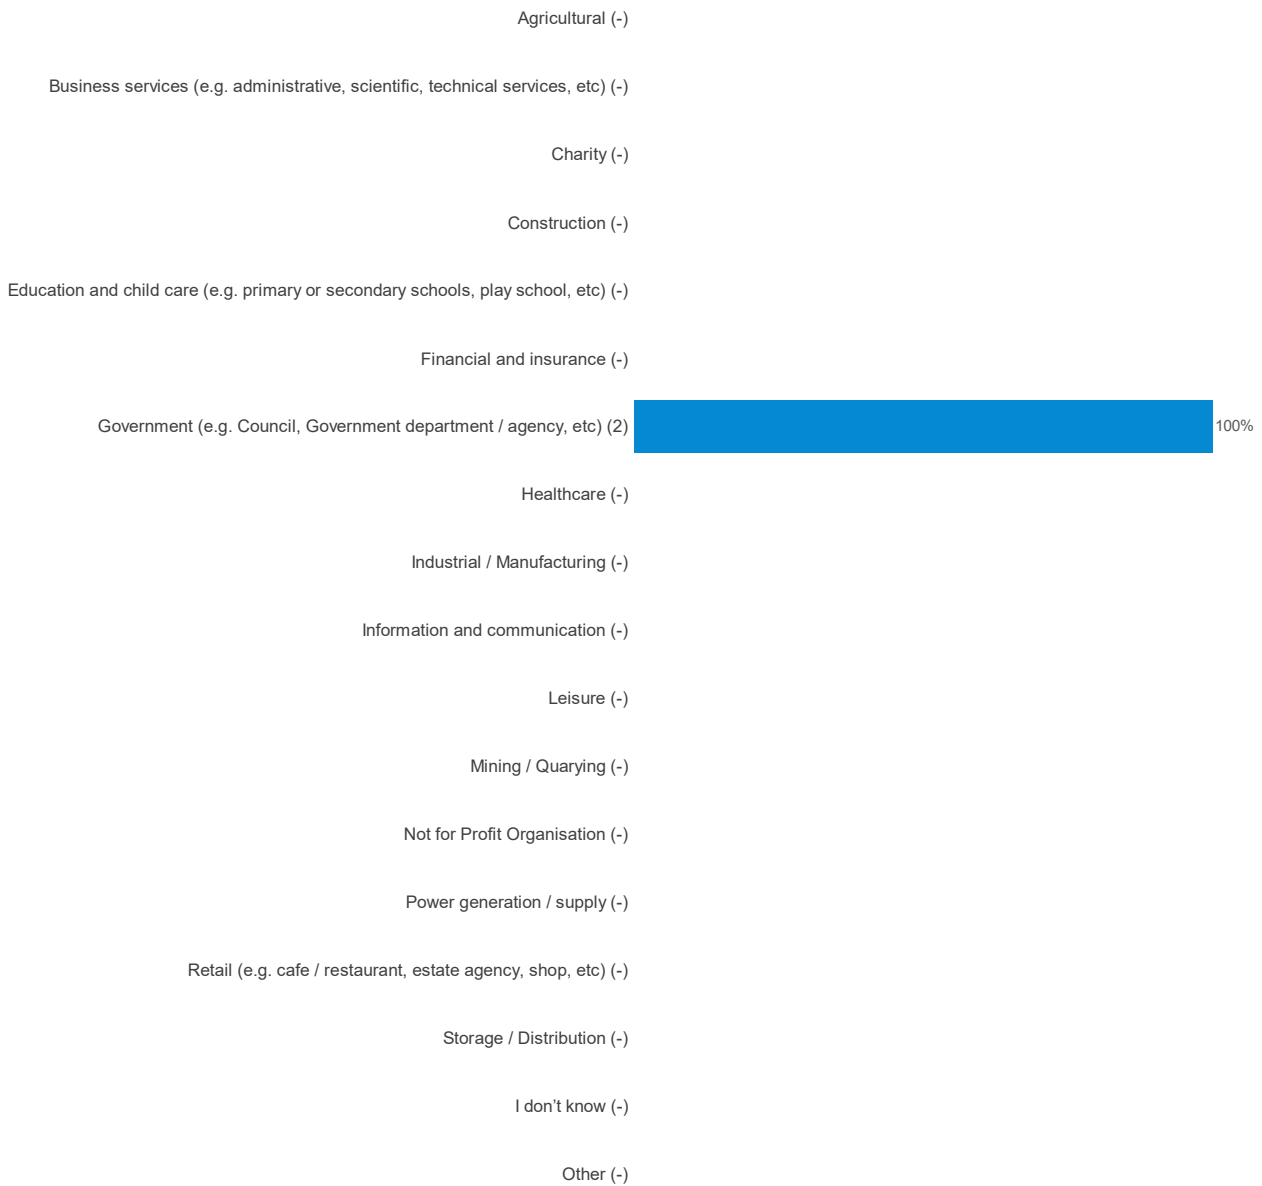 Agricultural (-)
Business services (e.g. administrative, scientific, technical services, etc) (-)
Charity (-)
Construction (-)
Education and child care (e.g. primary or secondary schools, play school, etc) (-)
Financial and insurance (-)
Government (e.g. Council, Government department / agency, etc) (2) 100%
Healthcare (-)
Industrial / Manufacturing (-)
Information and communication (-)
Leisure (-)
Mining / Quarying (-)
Not for Profit Organisation (-)
Power generation / supply (-)
Retail (e.g. cafe / restaurant, estate agency, shop, etc) (-)
Storage / Distribution (-)
I don’t know (-)
Other (-)